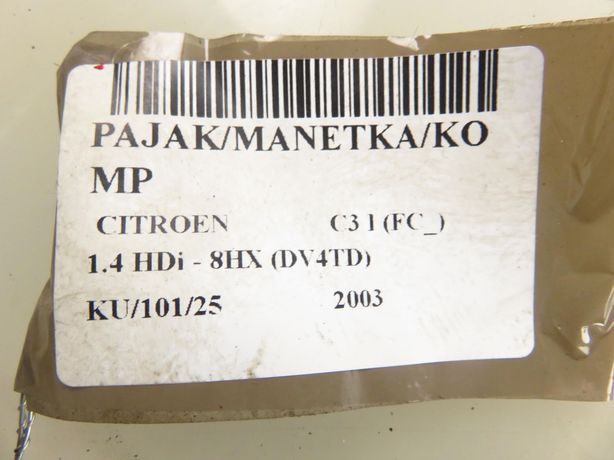 PAJAK/MANETKA/KO
MP
CITROEN C3 I (FC_)
1.4 HDi - 8HX (DV4TD)
KU/101/25 2003